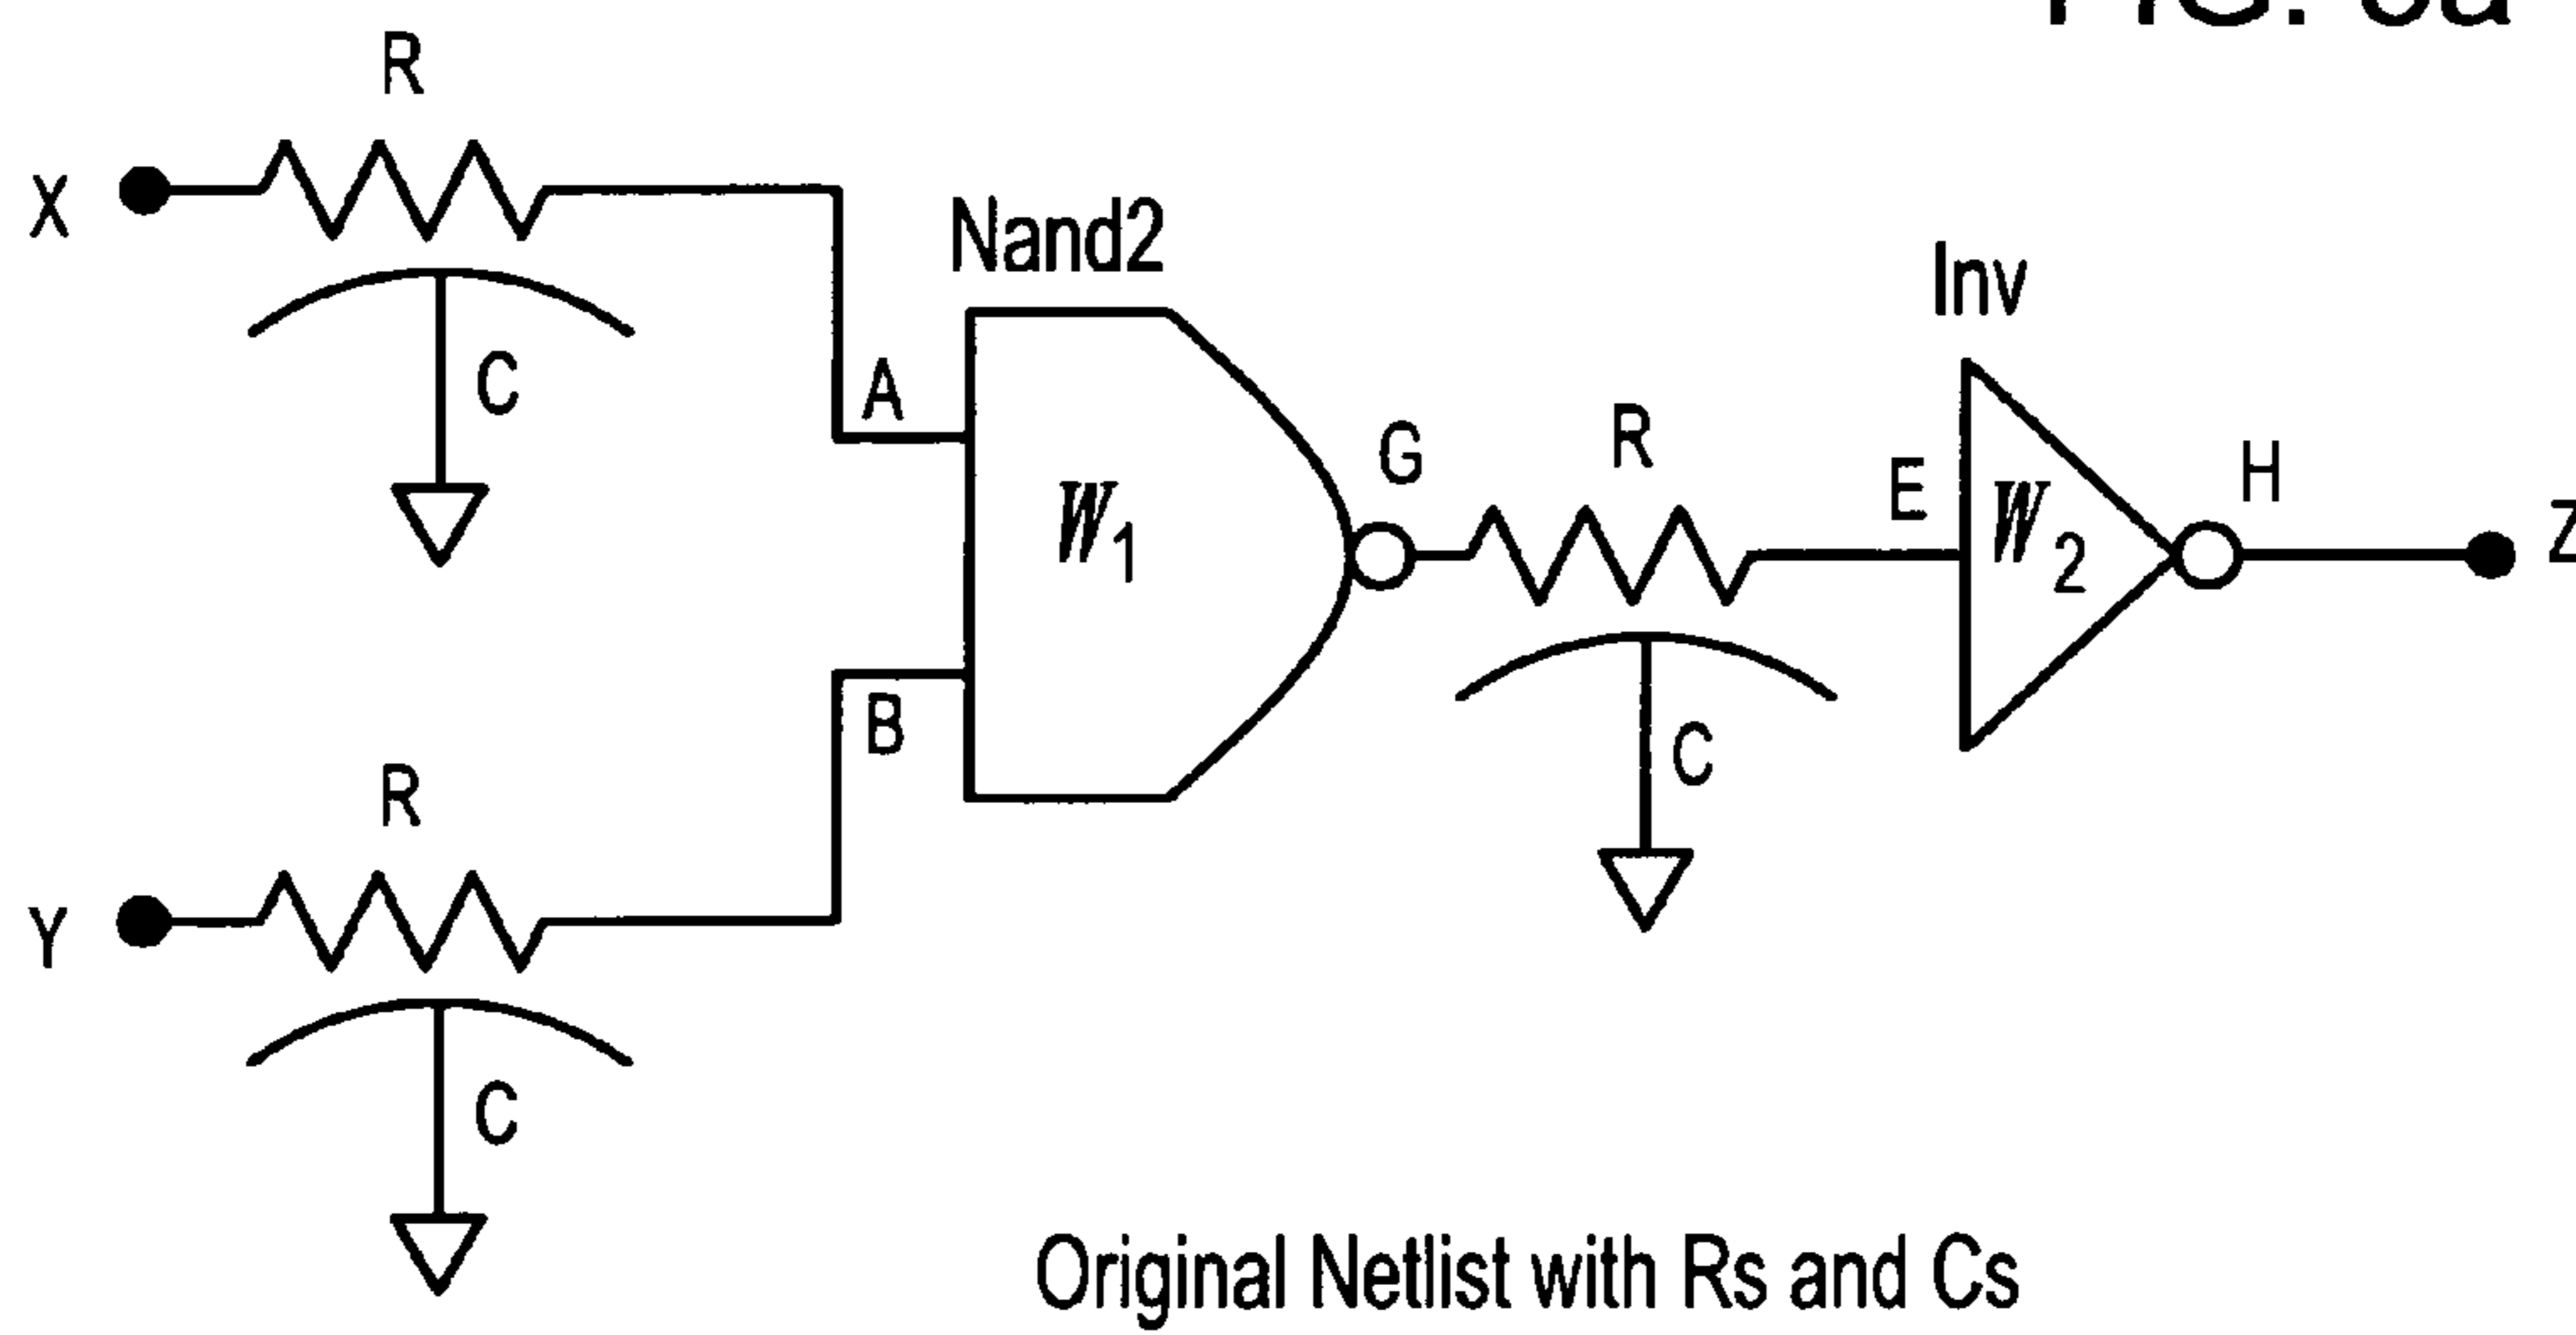 R
X
C
A
Nand2
W1
G
R
E
Inv
W2
H
Z
C
B
R
Y
C
Original Netlist with Rs and Cs